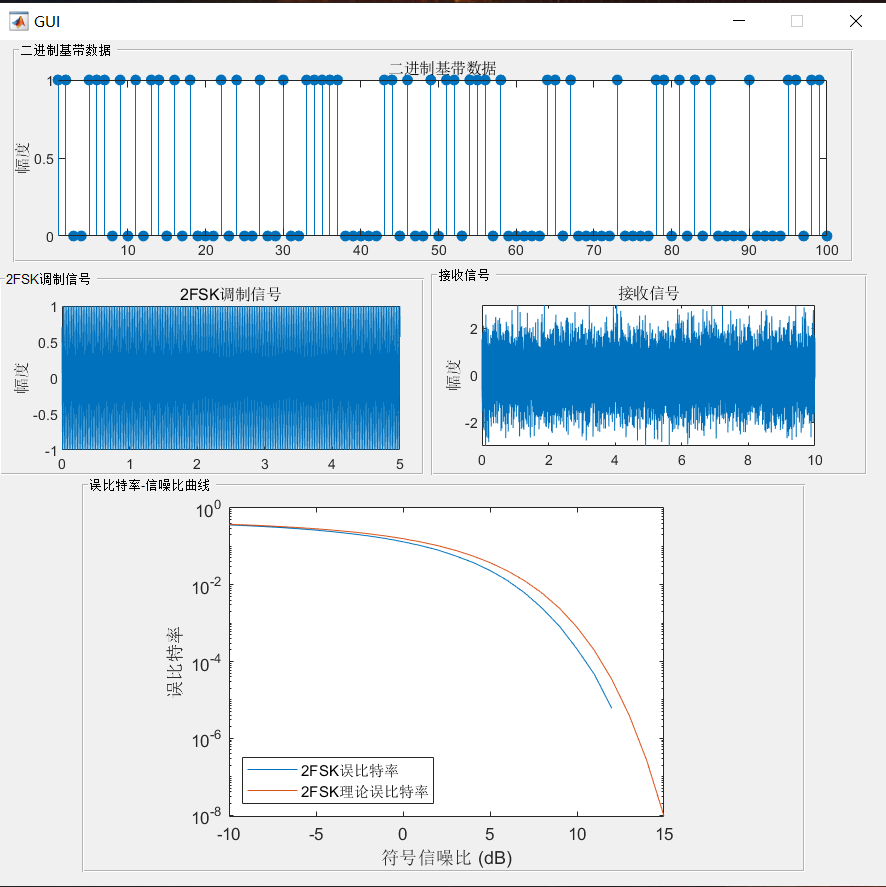 GUI
二进制基带数据
二进制基带数据
幅度
1
0.5
0
10 20 30 40 50 60 70 80 90 100
2FSK调制信号
2FSK调制信号
幅度
1
0.5
0
-0.5
-1
0 1 2 3 4 5
接收信号
接收信号
幅度
2
0
-2
0 2 4 6 8 10
误比特率-信噪比曲线
误比特率
10^0
10^-2
10^-4
10^-6
10^-8
2FSK误比特率
2FSK理论误比特率
-10 -5 0 5 10 15
符号信噪比 (dB)